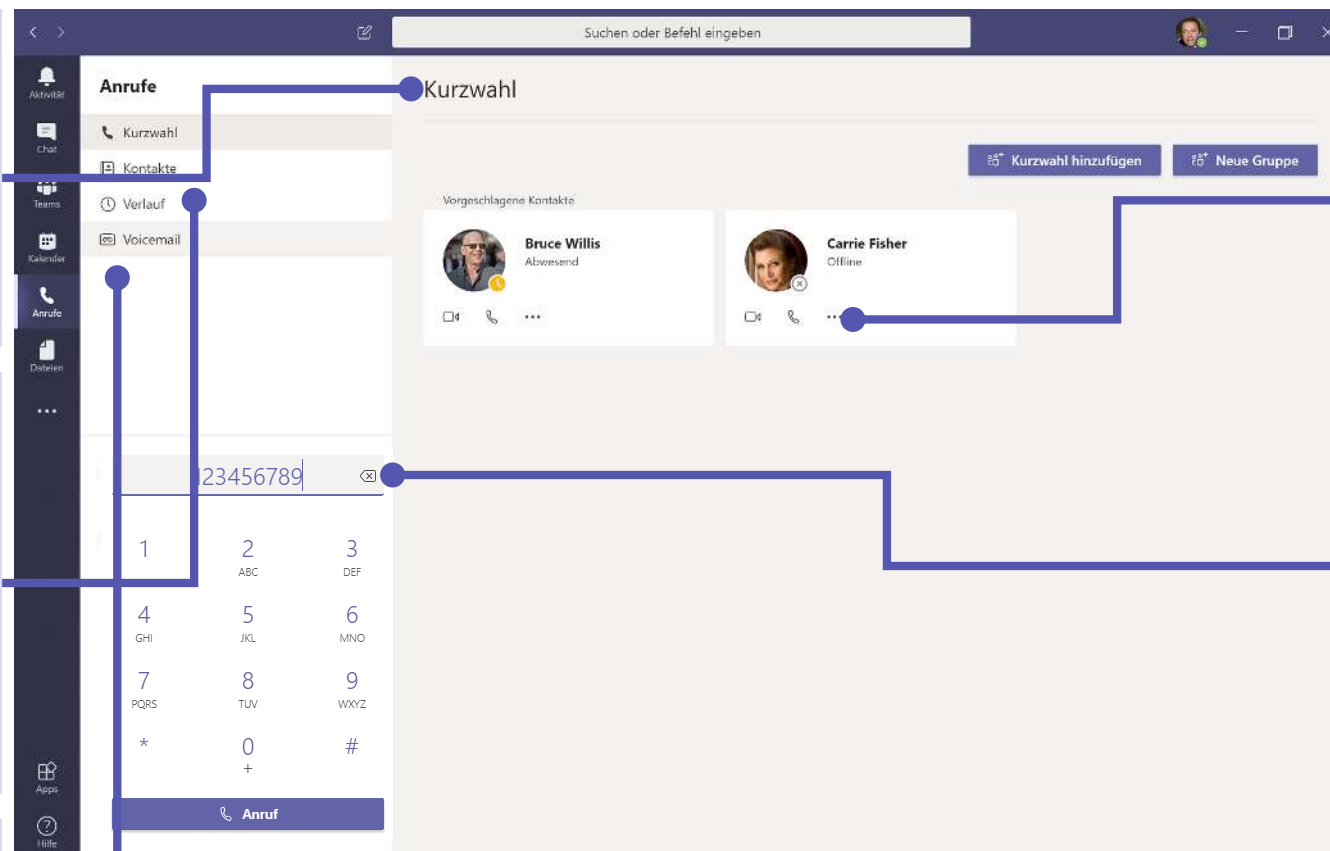 Suchen oder Befehl eingeben
Aktivität
Chat
Teams
Kalender
Anrufe
Dateien
Apps
Hilfe
Anrufe
Kurzwahl
Kontakte
Verlauf
Voicemail
123456789
1 2 3
ABC DEF
4 5 6
GHI JKL MNO
7 8 9
PQRS TUV WXYZ
* 0 #
+
Anruf
Kurzwahl
Kurzwahl hinzufügen Neue Gruppe
Vorgeschlagene Kontakte
Bruce Willis
Abwesend
Carrie Fisher
Offline